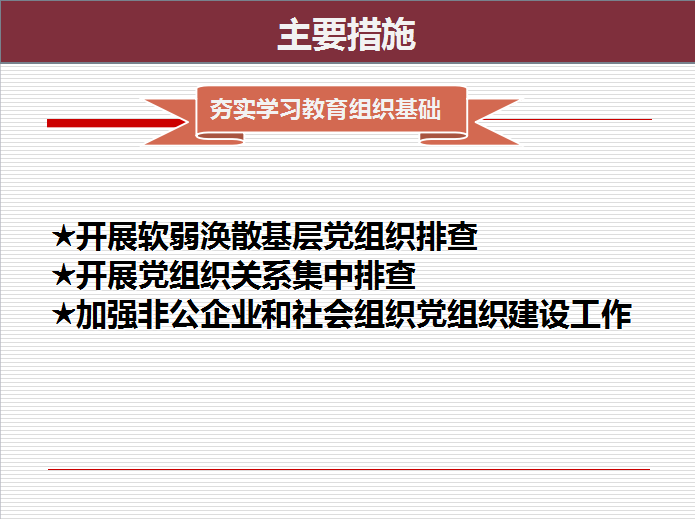 主要措施
夯实学习教育组织基础
★开展软弱涣散基层党组织排查
★开展党组织关系集中排查
★加强非公企业和社会组织党组织建设工作